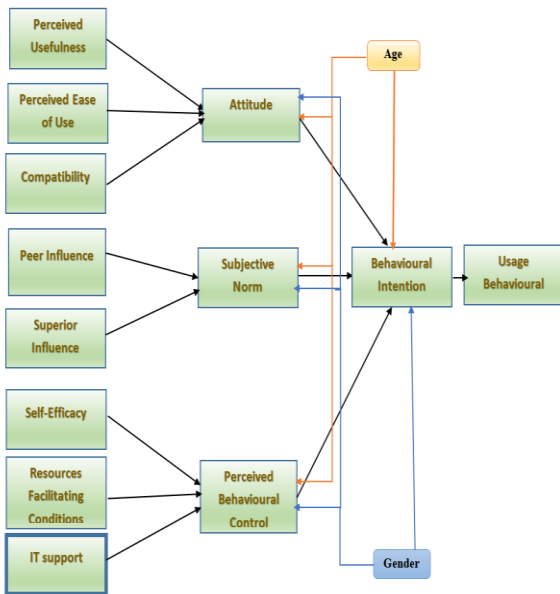 Perceived
Usefulness
Age
Perceived Ease
of Use
Attitude
Compatibility
Peer Influence
Subjective
Norm
Behavioural
Intention
Usage
Behavioural
Superior
Influence
Self-Efficacy
Resources
Facilitating
Conditions
Perceived
Behavioural
Control
IT support
Gender